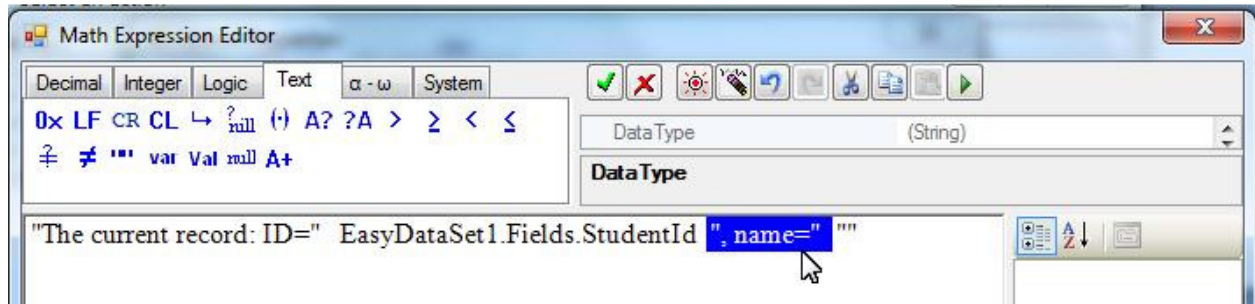 Math Expression Editor
Decimal Integer Logic Text α - ω System
0x LF CR CL ↵ ?null (·) A? ?A > ≥ < ≤
≟ ≠ "" var Val null A+
DataType (String)
DataType
"The current record: ID=" EasyDataSet1.Fields.StudentId ", name=" ""